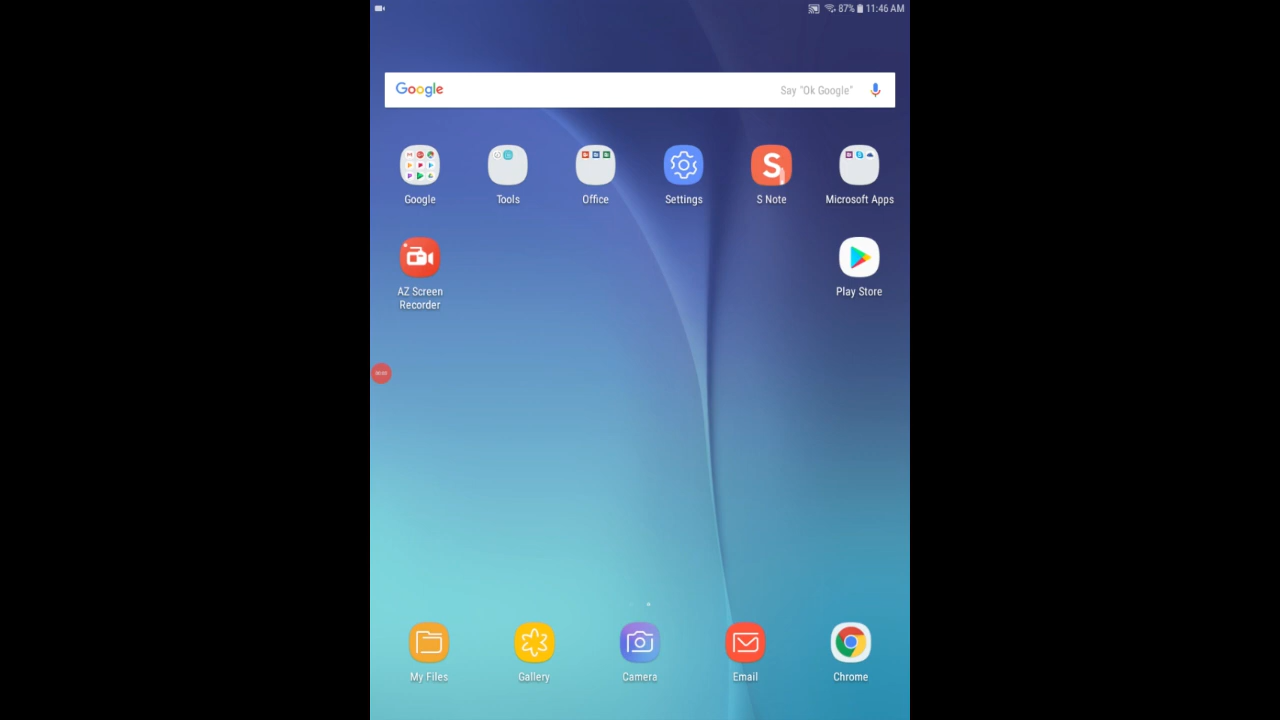 87% 11:46 AM
Google Say "Ok Google"
Google Tools Office Settings S Note Microsoft Apps
AZ Screen Play Store
Recorder
My Files Gallery Camera Email Chrome